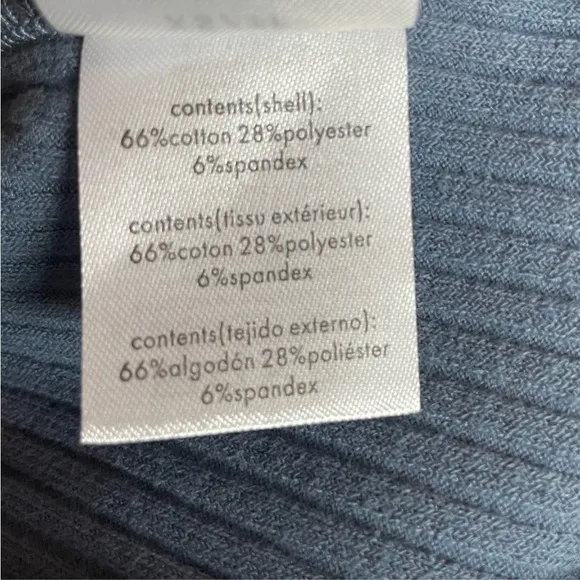 contents(shell):
66%cotton 28%polyester
6%spandex
contents(tissu extérieur):
66%coton 28%polyester
6%spandex
contents(tejido externo):
66%algodón 28%poliéster
6%spandex